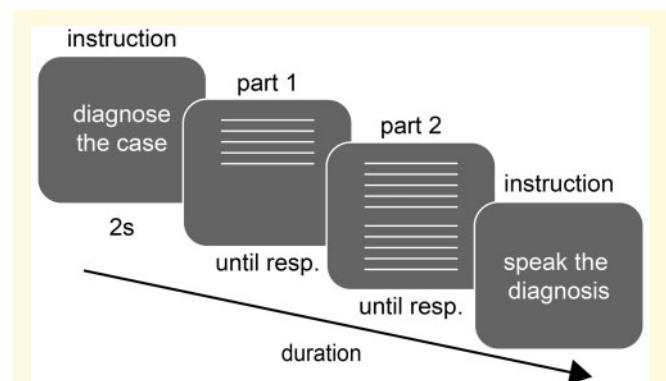 instruction
diagnose
the case
2s
part 1
until resp.
part 2
until resp.
instruction
speak the
diagnosis
duration